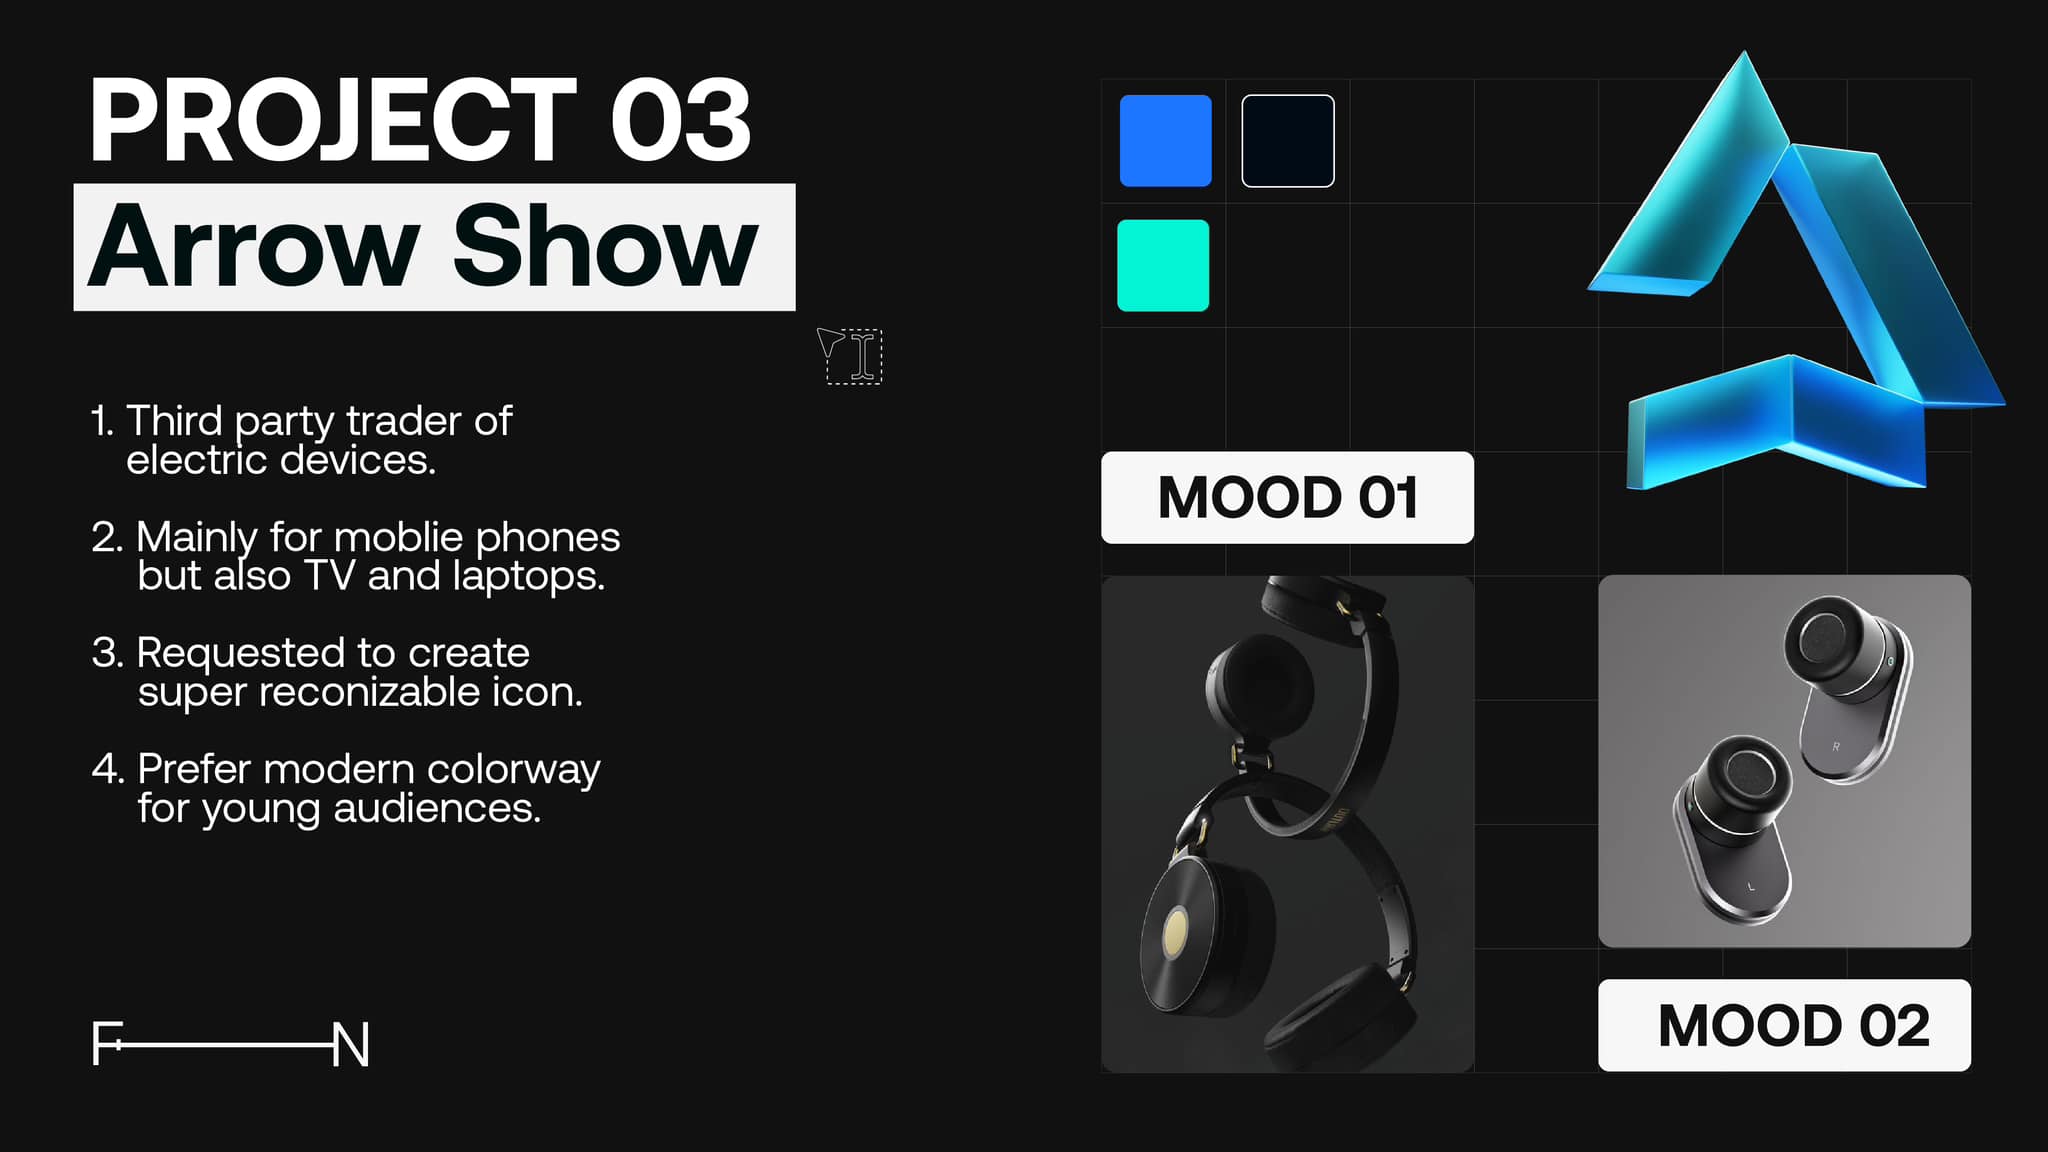 PROJECT 03
Arrow Show
1. Third party trader of
electric devices.
2. Mainly for moblie phones
but also TV and laptops.
3. Requested to create
super reconizable icon.
4. Prefer modern colorway
for young audiences.
F N
MOOD 01
R
L
MOOD 02